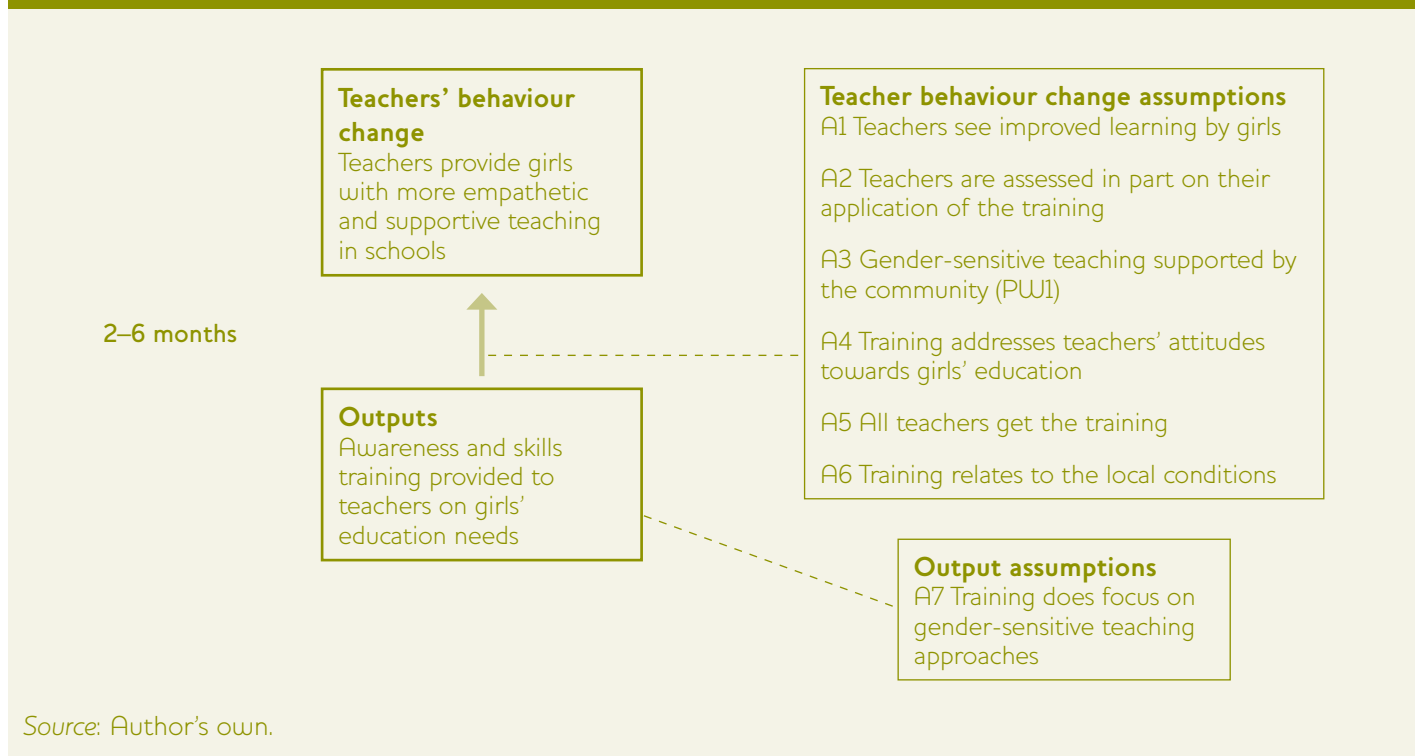 Teachers’ behaviour
change
Teachers provide girls
with more empathetic
and supportive teaching
in schools
2–6 months
Outputs
Awareness and skills
training provided to
teachers on girls’
education needs
Teacher behaviour change assumptions
A1 Teachers see improved learning by girls
A2 Teachers are assessed in part on their
application of the training
A3 Gender-sensitive teaching supported by
the community (PW1)
A4 Training addresses teachers’ attitudes
towards girls’ education
A5 All teachers get the training
A6 Training relates to the local conditions
Output assumptions
A7 Training does focus on
gender-sensitive teaching
approaches
Source: Author’s own.